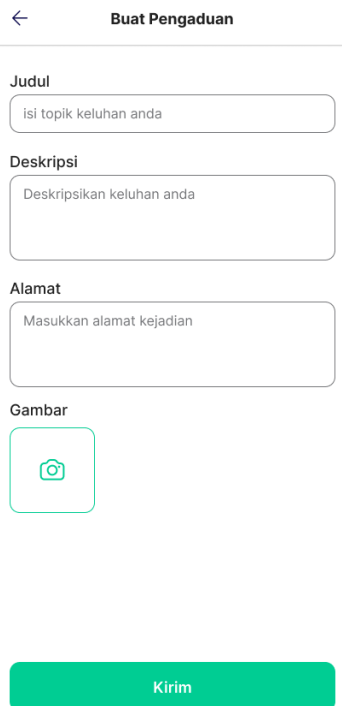 Buat Pengaduan
Judul
isi topik keluhan anda
Deskripsi
Deskripsikan keluhan anda
Alamat
Masukkan alamat kejadian
Gambar
Kirim